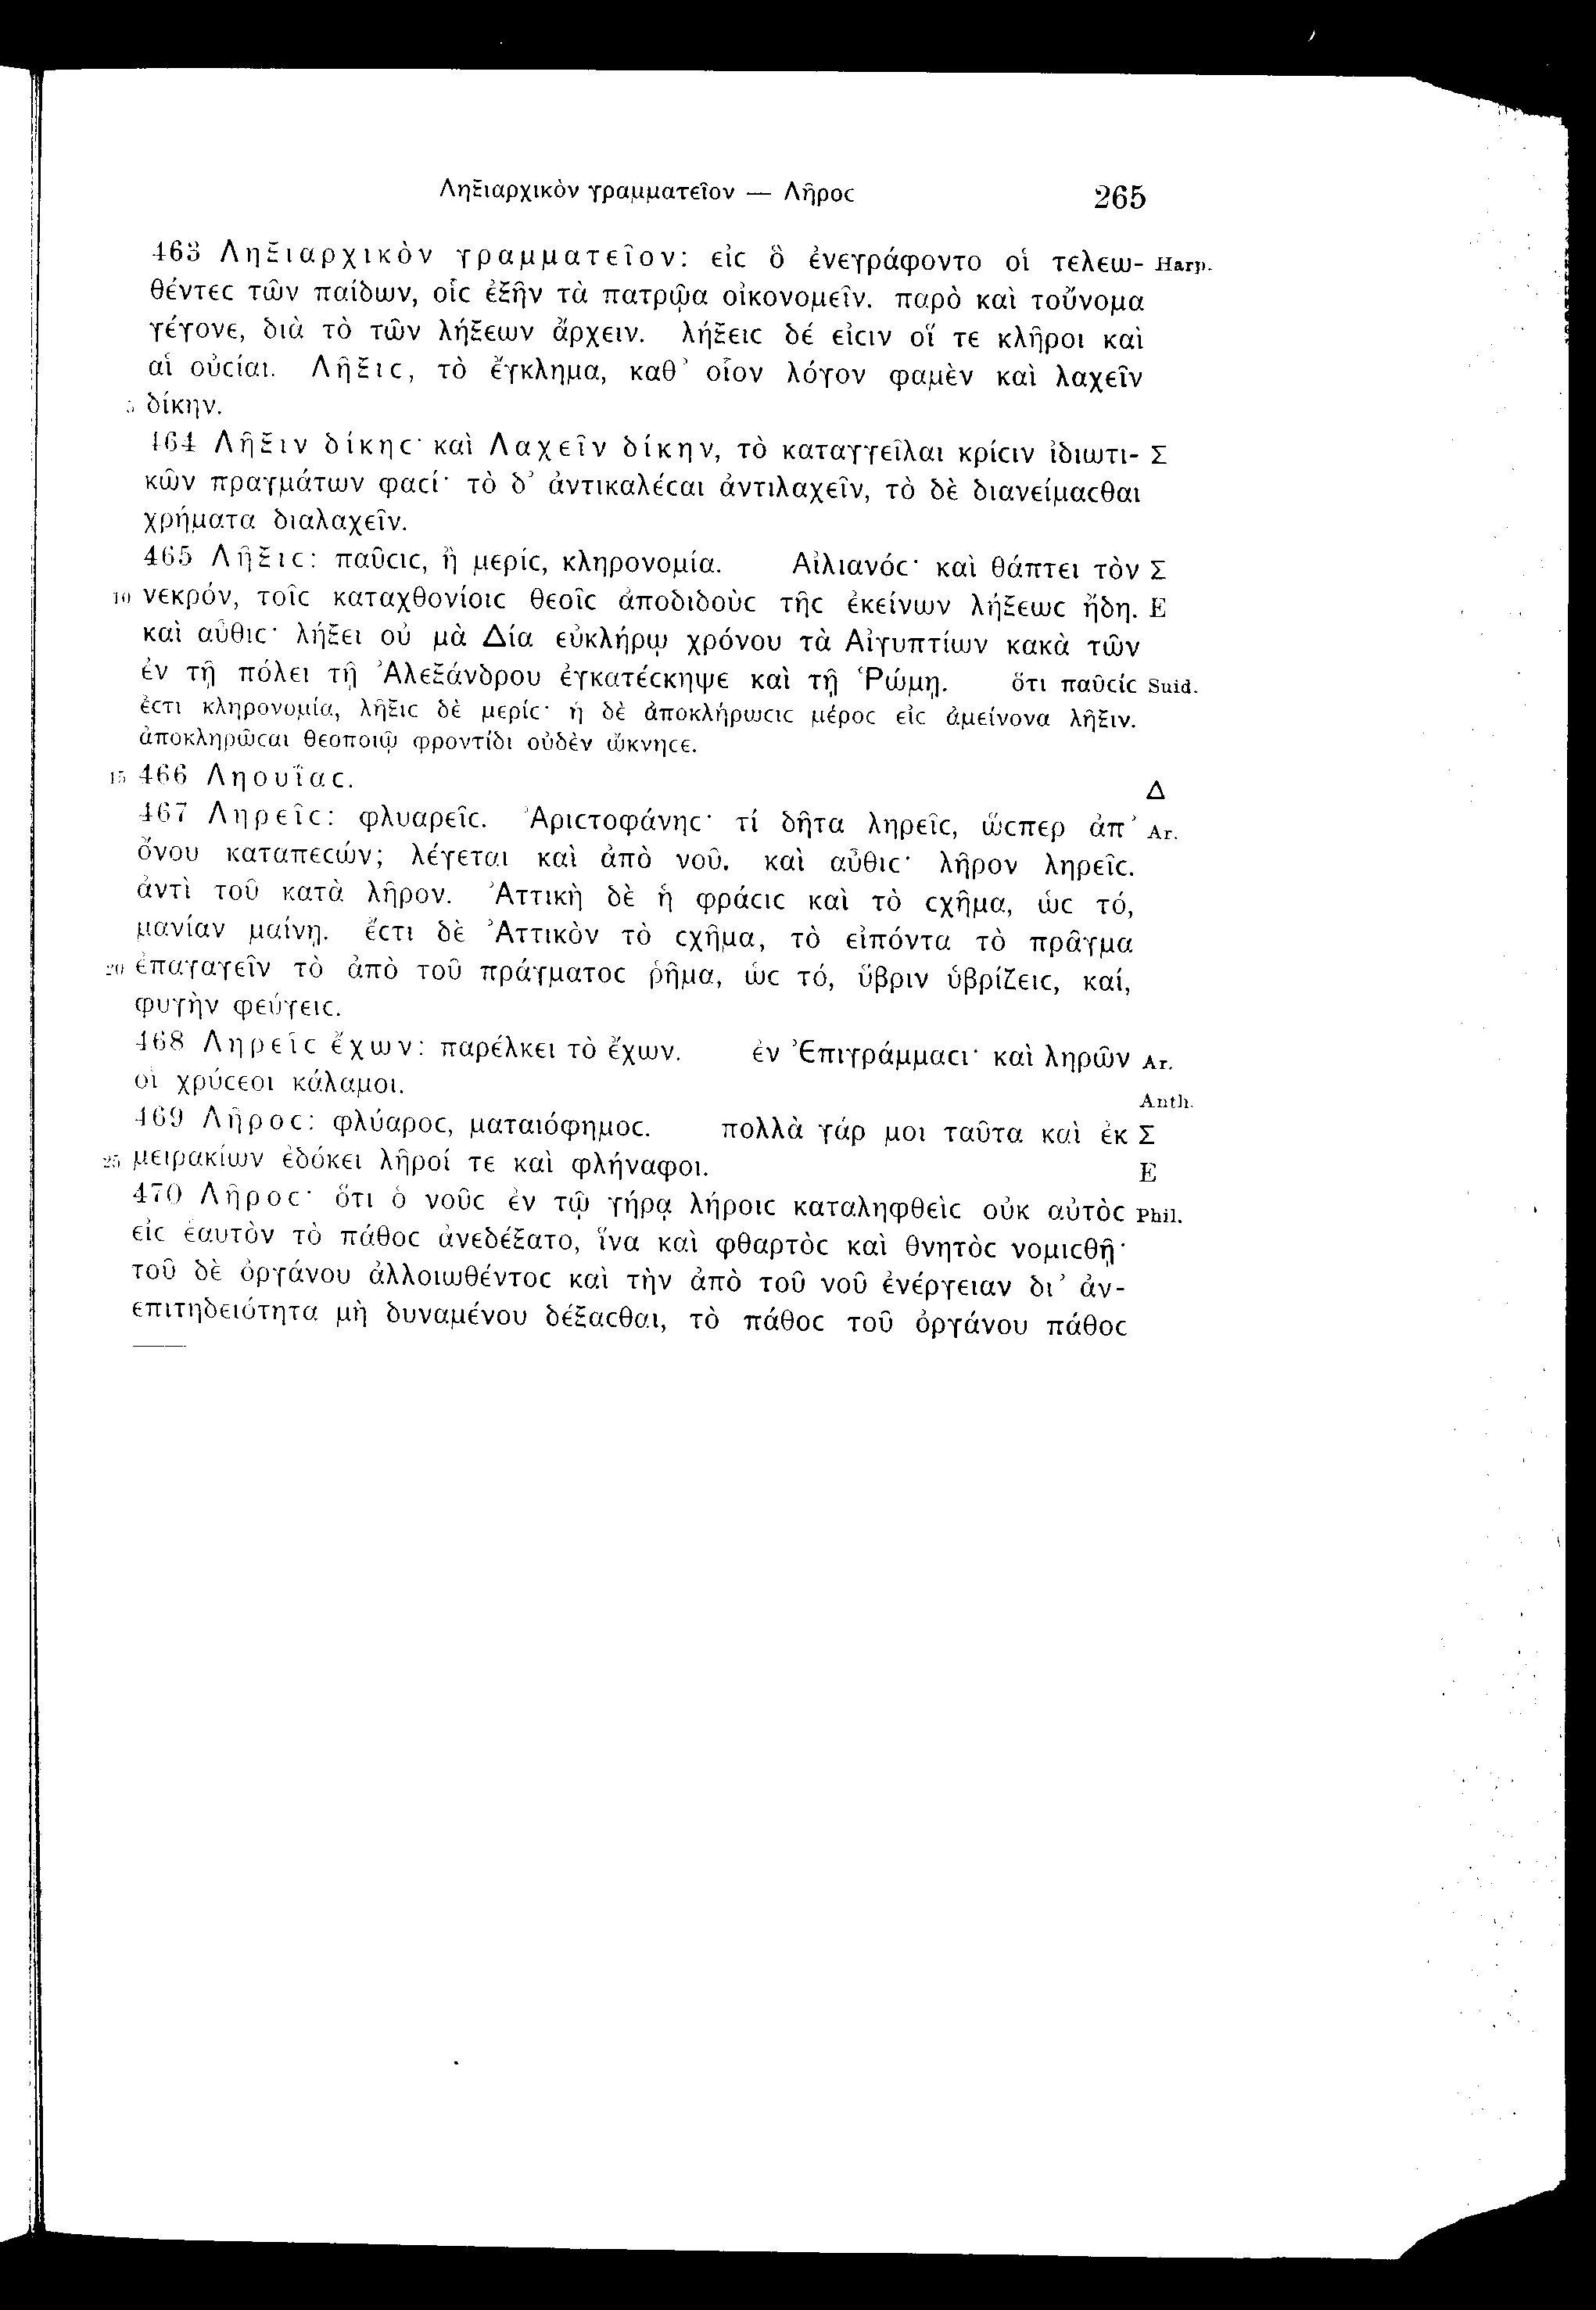 Ληξιαρχικὸν γραμματεῖον — Λῆροϲ 265
463 Ληξιαρχικὸν γραμματεῖον: εἰϲ ὃ ἐνεγράφοντο οἱ τελεω- Harp.
θέντεϲ τῶν παίδων, οἷϲ ἐξῆν τὰ πατρῷα οἰκονομεῖν. παρὸ καὶ τοὔνομα
γέγονε, διὰ τὸ τῶν λήξεων ἄρχειν. λήξειϲ δέ εἰϲιν οἵ τε κλῆροι καὶ
αἱ οὐϲίαι. Λῆξιϲ, τὸ ἔγκλημα, καθ’ οἷον λόγον φαμὲν καὶ λαχεῖν
5 δίκην.
464 Λῆξιν δίκηϲ· καὶ Λαχεῖν δίκην, τὸ καταγγεῖλαι κρίϲιν ἰδιωτι- Σ
κῶν πραγμάτων φαϲί· τὸ δ’ ἀντικαλέϲαι ἀντιλαχεῖν, τὸ δὲ διανείμαϲθαι
χρήματα διαλαχεῖν.
465 Λῆξιϲ: παῦϲιϲ, ἢ μερίϲ, κληρονομία. Αἰλιανόϲ· καὶ θάπτει τὸν Σ
10 νεκρόν, τοῖϲ καταχθονίοιϲ θεοῖϲ ἀποδιδοὺϲ τῆϲ ἐκείνων λήξεωϲ ἤδη. E
καὶ αὖθιϲ· λήξει οὐ μὰ Δία εὐκλήρῳ χρόνου τὰ Αἰγυπτίων κακὰ τῶν
ἐν τῇ πόλει τῇ Ἀλεξάνδρου ἐγκατέϲκηψε καὶ τῇ Ῥώμῃ. ὅτι παῦϲίϲ Suid.
ἐϲτι κληρονομία, λῆξιϲ δὲ μερίϲ· ἡ δὲ ἀποκλήρωϲιϲ μέροϲ εἰϲ ἀμείνονα λῆξιν.
ἀποκληρῶϲαι θεοποιῷ φροντίδι οὐδὲν ὤκνηϲε.
15 466 Ληουΐαϲ. Δ
467 Ληρεῖϲ: φλυαρεῖϲ. Ἀριϲτοφάνηϲ· τί δῆτα ληρεῖϲ, ὥϲπερ ἀπ’ Ar.
ὄνου καταπεϲών; λέγεται καὶ ἀπὸ νοῦ. καὶ αὖθιϲ· λῆρον ληρεῖϲ.
ἀντὶ τοῦ κατὰ λῆρον. Ἀττικὴ δὲ ἡ φράϲιϲ καὶ τὸ ϲχῆμα, ὡϲ τό,
μανίαν μαίνῃ. ἔϲτι δὲ Ἀττικὸν τὸ ϲχῆμα, τὸ εἰπόντα τὸ πρᾶγμα
20 ἐπαγαγεῖν τὸ ἀπὸ τοῦ πράγματοϲ ῥῆμα, ὡϲ τό, ὕβριν ὑβρίζειϲ, καί,
φυγὴν φεύγειϲ.
468 Ληρεῖϲ ἔχων: παρέλκει τὸ ἔχων. ἐν Ἐπιγράμμαϲι· καὶ ληρῶν Ar.
οἱ χρύϲεοι κάλαμοι. Anth.
469 Λῆροϲ: φλύαροϲ, ματαιόφημοϲ. πολλὰ γάρ μοι ταῦτα καὶ ἐκ Σ
25 μειρακίων ἐδόκει λῆροί τε καὶ φλήναφοι. E
470 Λῆροϲ· ὅτι ὁ νοῦϲ ἐν τῷ γήρᾳ λήροιϲ καταληφθεὶϲ οὐκ αὐτὸϲ Phil.
εἰϲ ἑαυτὸν τὸ πάθοϲ ἀνεδέξατο, ἵνα καὶ φθαρτὸϲ καὶ θνητὸϲ νομιϲθῇ·
τοῦ δὲ ὀργάνου ἀλλοιωθέντοϲ καὶ τὴν ἀπὸ τοῦ νοῦ ἐνέργειαν δι’ ἀν-
επιτηδειότητα μὴ δυναμένου δέξαϲθαι, τὸ πάθοϲ τοῦ ὀργάνου πάθοϲ